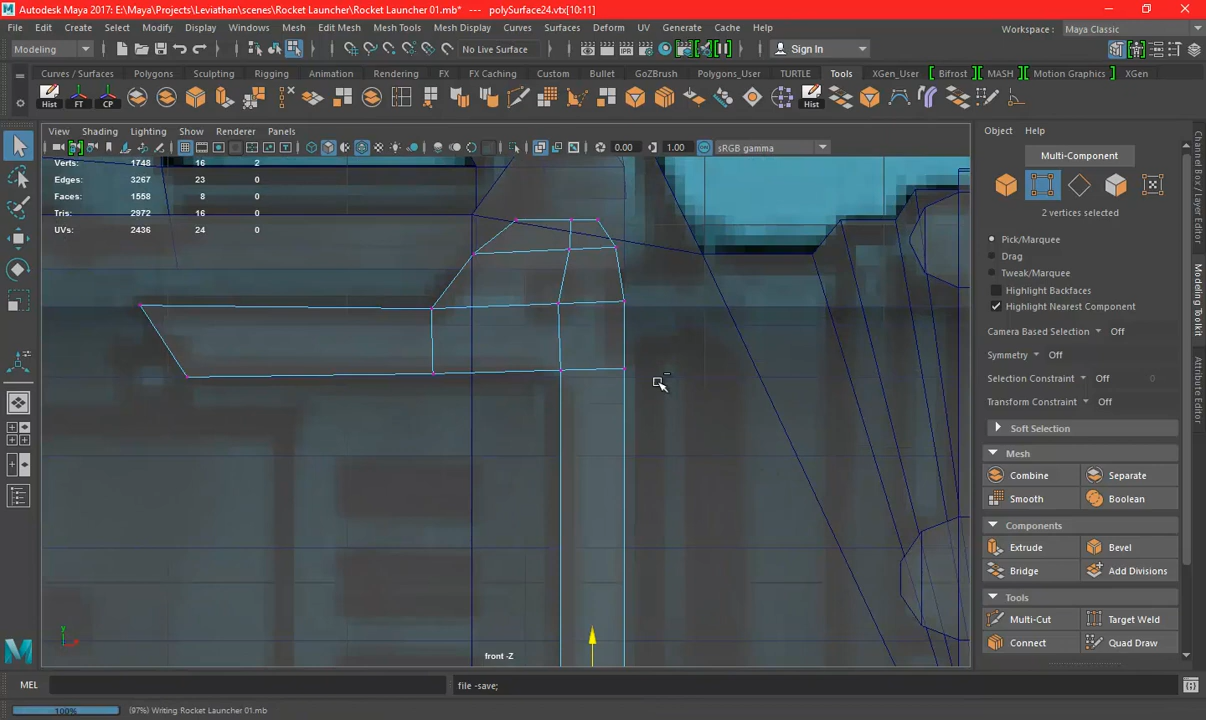 Autodesk Maya 2017: E:\Maya\Projects\Leviathan\scenes\Rocket Launcher\Rocket Launcher 01.mb* --- polySurface24.vtx[10:11]
File Edit Create Select Modify Display Windows Mesh Edit Mesh Mesh Tools Mesh Display Curves Surfaces Deform UV Generate Cache Help
Workspace : Maya Classic
Modeling No Live Surface Sign In
Curves / Surfaces Polygons Sculpting Rigging Animation Rendering FX FX Caching Custom Bullet GoZBrush Polygons_User TURTLE Tools XGen_User Bifrost MASH Motion Graphics XGen
Hist FT CP Hist
View Shading Lighting Show Renderer Panels
0.00 1.00 sRGB gamma
Verts: 1748 16 2
Edges: 3267 23 0
Faces: 1558 8 0
Tris: 2972 16 0
UVs: 2436 24 0
front -Z
y
Object Help
Multi-Component
2 vertices selected
Pick/Marquee
Drag
Tweak/Marquee
Highlight Backfaces
Highlight Nearest Component
Camera Based Selection Off
Symmetry Off
Selection Constraint Off 0
Transform Constraint Off
Soft Selection
Mesh
Combine Separate
Smooth Boolean
Components
Extrude Bevel
Bridge Add Divisions
Tools
Multi-Cut Target Weld
Connect Quad Draw
Channel Box / Layer Editor
Modeling Toolkit
Attribute Editor
MEL file -save;
100% (97%) Writing Rocket Launcher 01.mb